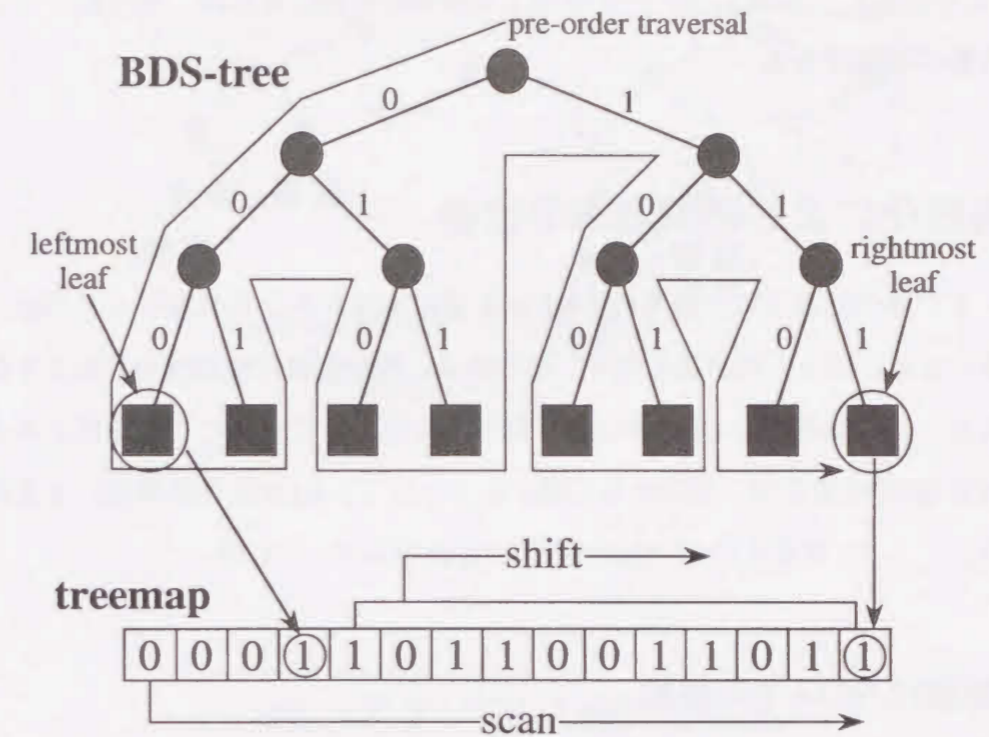 pre-order traversal
BDS-tree
0 1
0 1 0 1
leftmost
leaf
rightmost
leaf
0 1 0 1 0 1 0 1
shift
treemap
0 0 0 1 1 0 1 1 0 0 1 1 0 1 1
scan